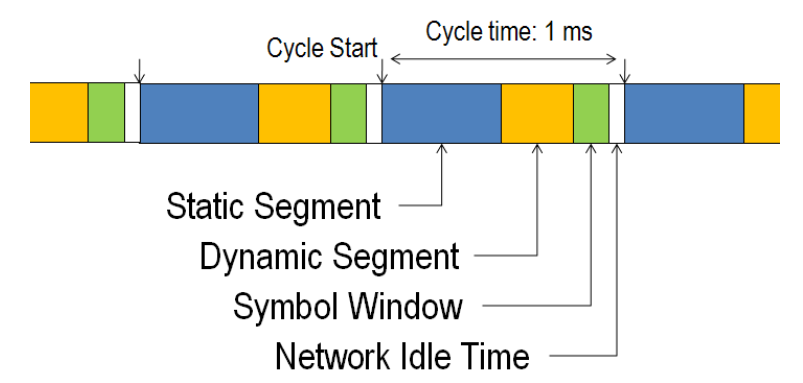 Cycle Start
Cycle time: 1 ms
Static Segment
Dynamic Segment
Symbol Window
Network Idle Time